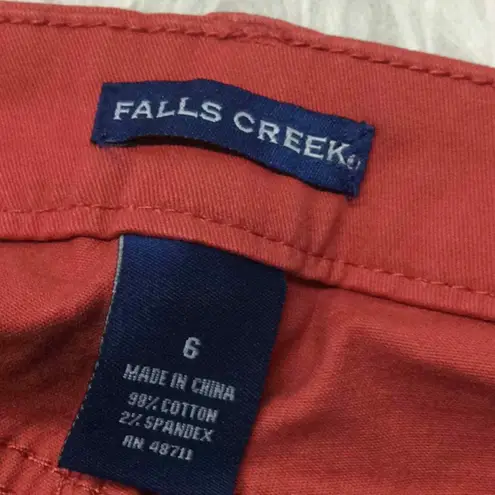 FALLS CREEK®
6
MADE IN CHINA
98% COTTON
2% SPANDEX
RN 48711